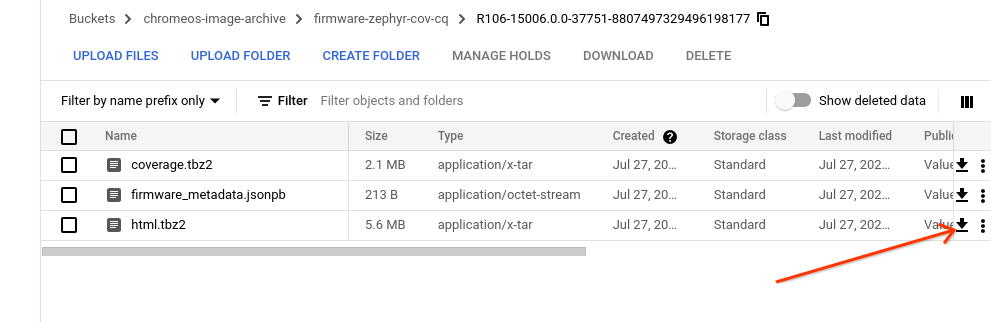 Buckets > chromeos-image-archive > firmware-zephyr-cov-cq > R106-15006.0.0-37751-8807497329496198177
UPLOAD FILES UPLOAD FOLDER CREATE FOLDER MANAGE HOLDS DOWNLOAD DELETE
Filter by name prefix only Filter Filter objects and folders Show deleted data
Name Size Type Created Storage class Last modified Public
coverage.tbz2 2.1 MB application/x-tar Jul 27, 20… Standard Jul 27, 202… Value
firmware_metadata.jsonpb 213 B application/octet-stream Jul 27, 20… Standard Jul 27, 202… Value
html.tbz2 5.6 MB application/x-tar Jul 27, 20… Standard Jul 27, 202… Value